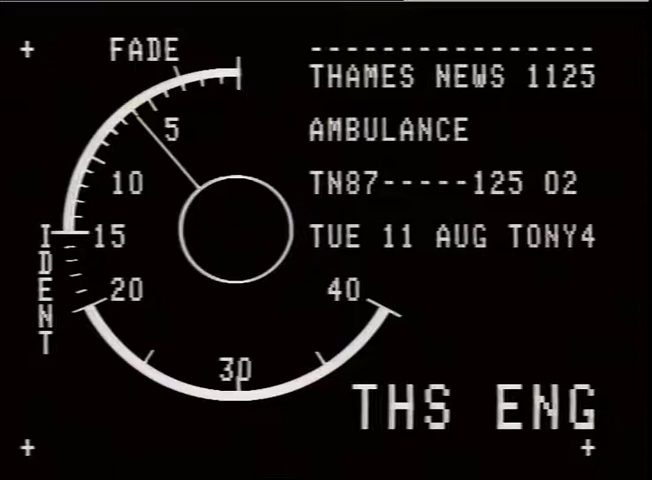 FADE
----------------
THAMES NEWS 1125
AMBULANCE
TN87-----125 02
TUE 11 AUG TONY4
5
10
15
20
30
40
IDENT
THS ENG